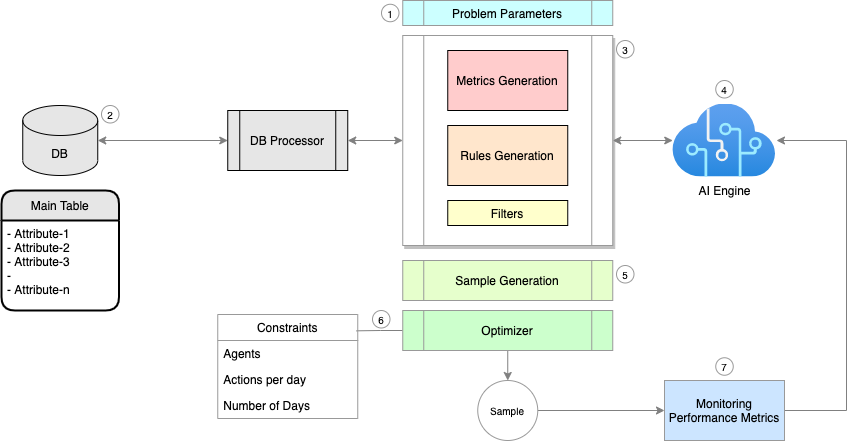 1
Problem Parameters
3
Metrics Generation
4
2
DB
DB Processor
Rules Generation
AI Engine
Main Table
- Attribute-1
- Attribute-2
- Attribute-3
-
- Attribute-n
Filters
Sample Generation
5
Constraints
6
Optimizer
Agents
Actions per day
Number of Days
Sample
7
Monitoring
Performance Metrics